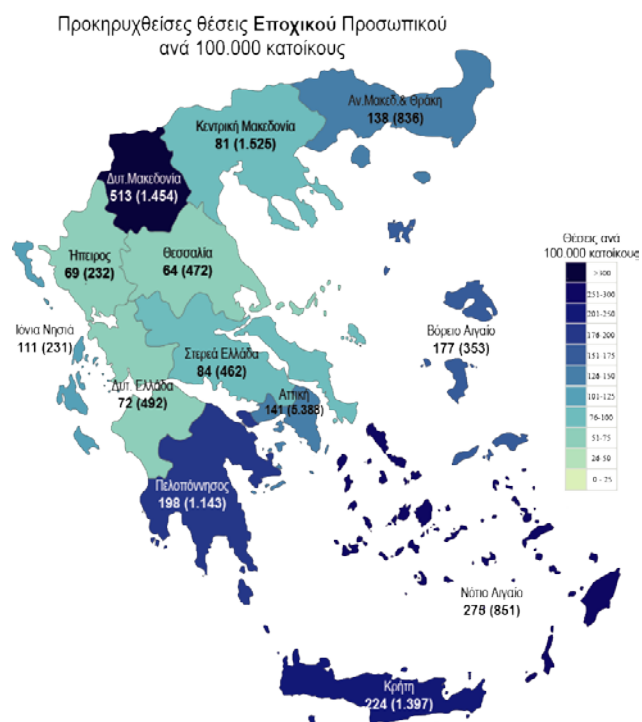 Προκηρυχθείσες θέσεις Εποχικού Προσωπικού
ανά 100.000 κατοίκους
Αν.Μακεδ.& Θράκη
138 (836)
Κεντρική Μακεδονία
81 (1.525)
Δυτ.Μακεδονία
513 (1.454)
Ήπειρος
69 (232)
Θεσσαλία
64 (472)
Ιόνια Νησιά
111 (231)
Στερεά Ελλάδα
84 (462)
Δυτ. Ελλάδα
72 (492)
Αττική
141 (5.388)
Βόρειο Αιγαίο
177 (353)
Πελοπόννησος
198 (1.143)
Νότιο Αιγαίο
276 (851)
Κρήτη
224 (1.397)
Θέσεις ανά
100.000 κατοίκους
>300
251-300
201-250
176-200
151-175
126-150
101-125
76-100
51-75
26-50
0 - 25